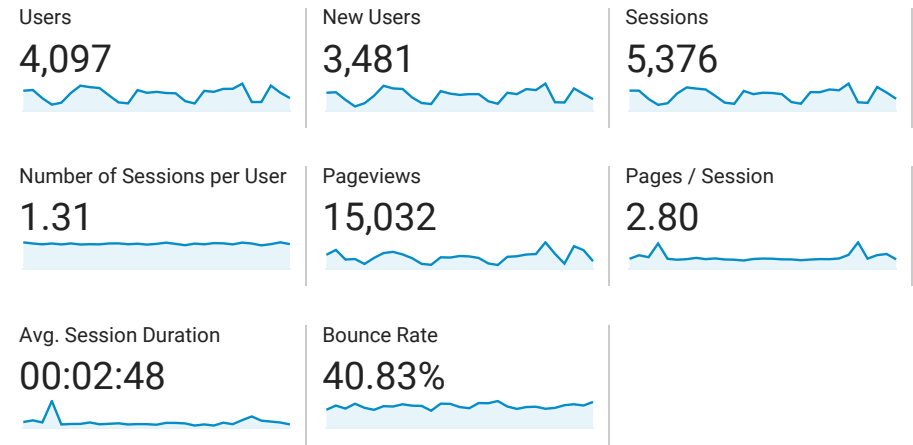 Users
4,097
New Users
3,481
Sessions
5,376
Number of Sessions per User
1.31
Pageviews
15,032
Pages / Session
2.80
Avg. Session Duration
00:02:48
Bounce Rate
40.83%